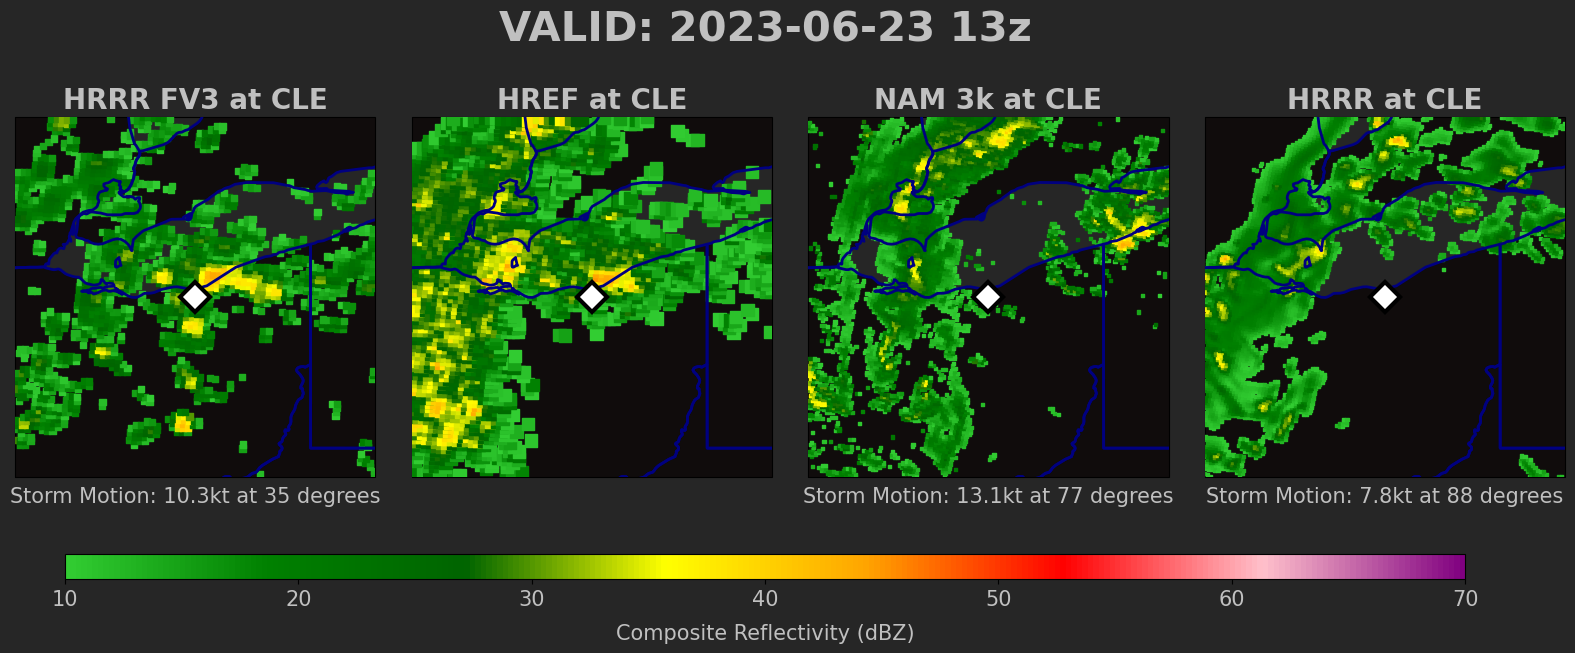 VALID: 2023-06-23 13z
HRRR FV3 at CLE
HREF at CLE
NAM 3k at CLE
HRRR at CLE
Storm Motion: 10.3kt at 35 degrees
Storm Motion: 13.1kt at 77 degrees
Storm Motion: 7.8kt at 88 degrees
10 20 30 40 50 60 70
Composite Reflectivity (dBZ)